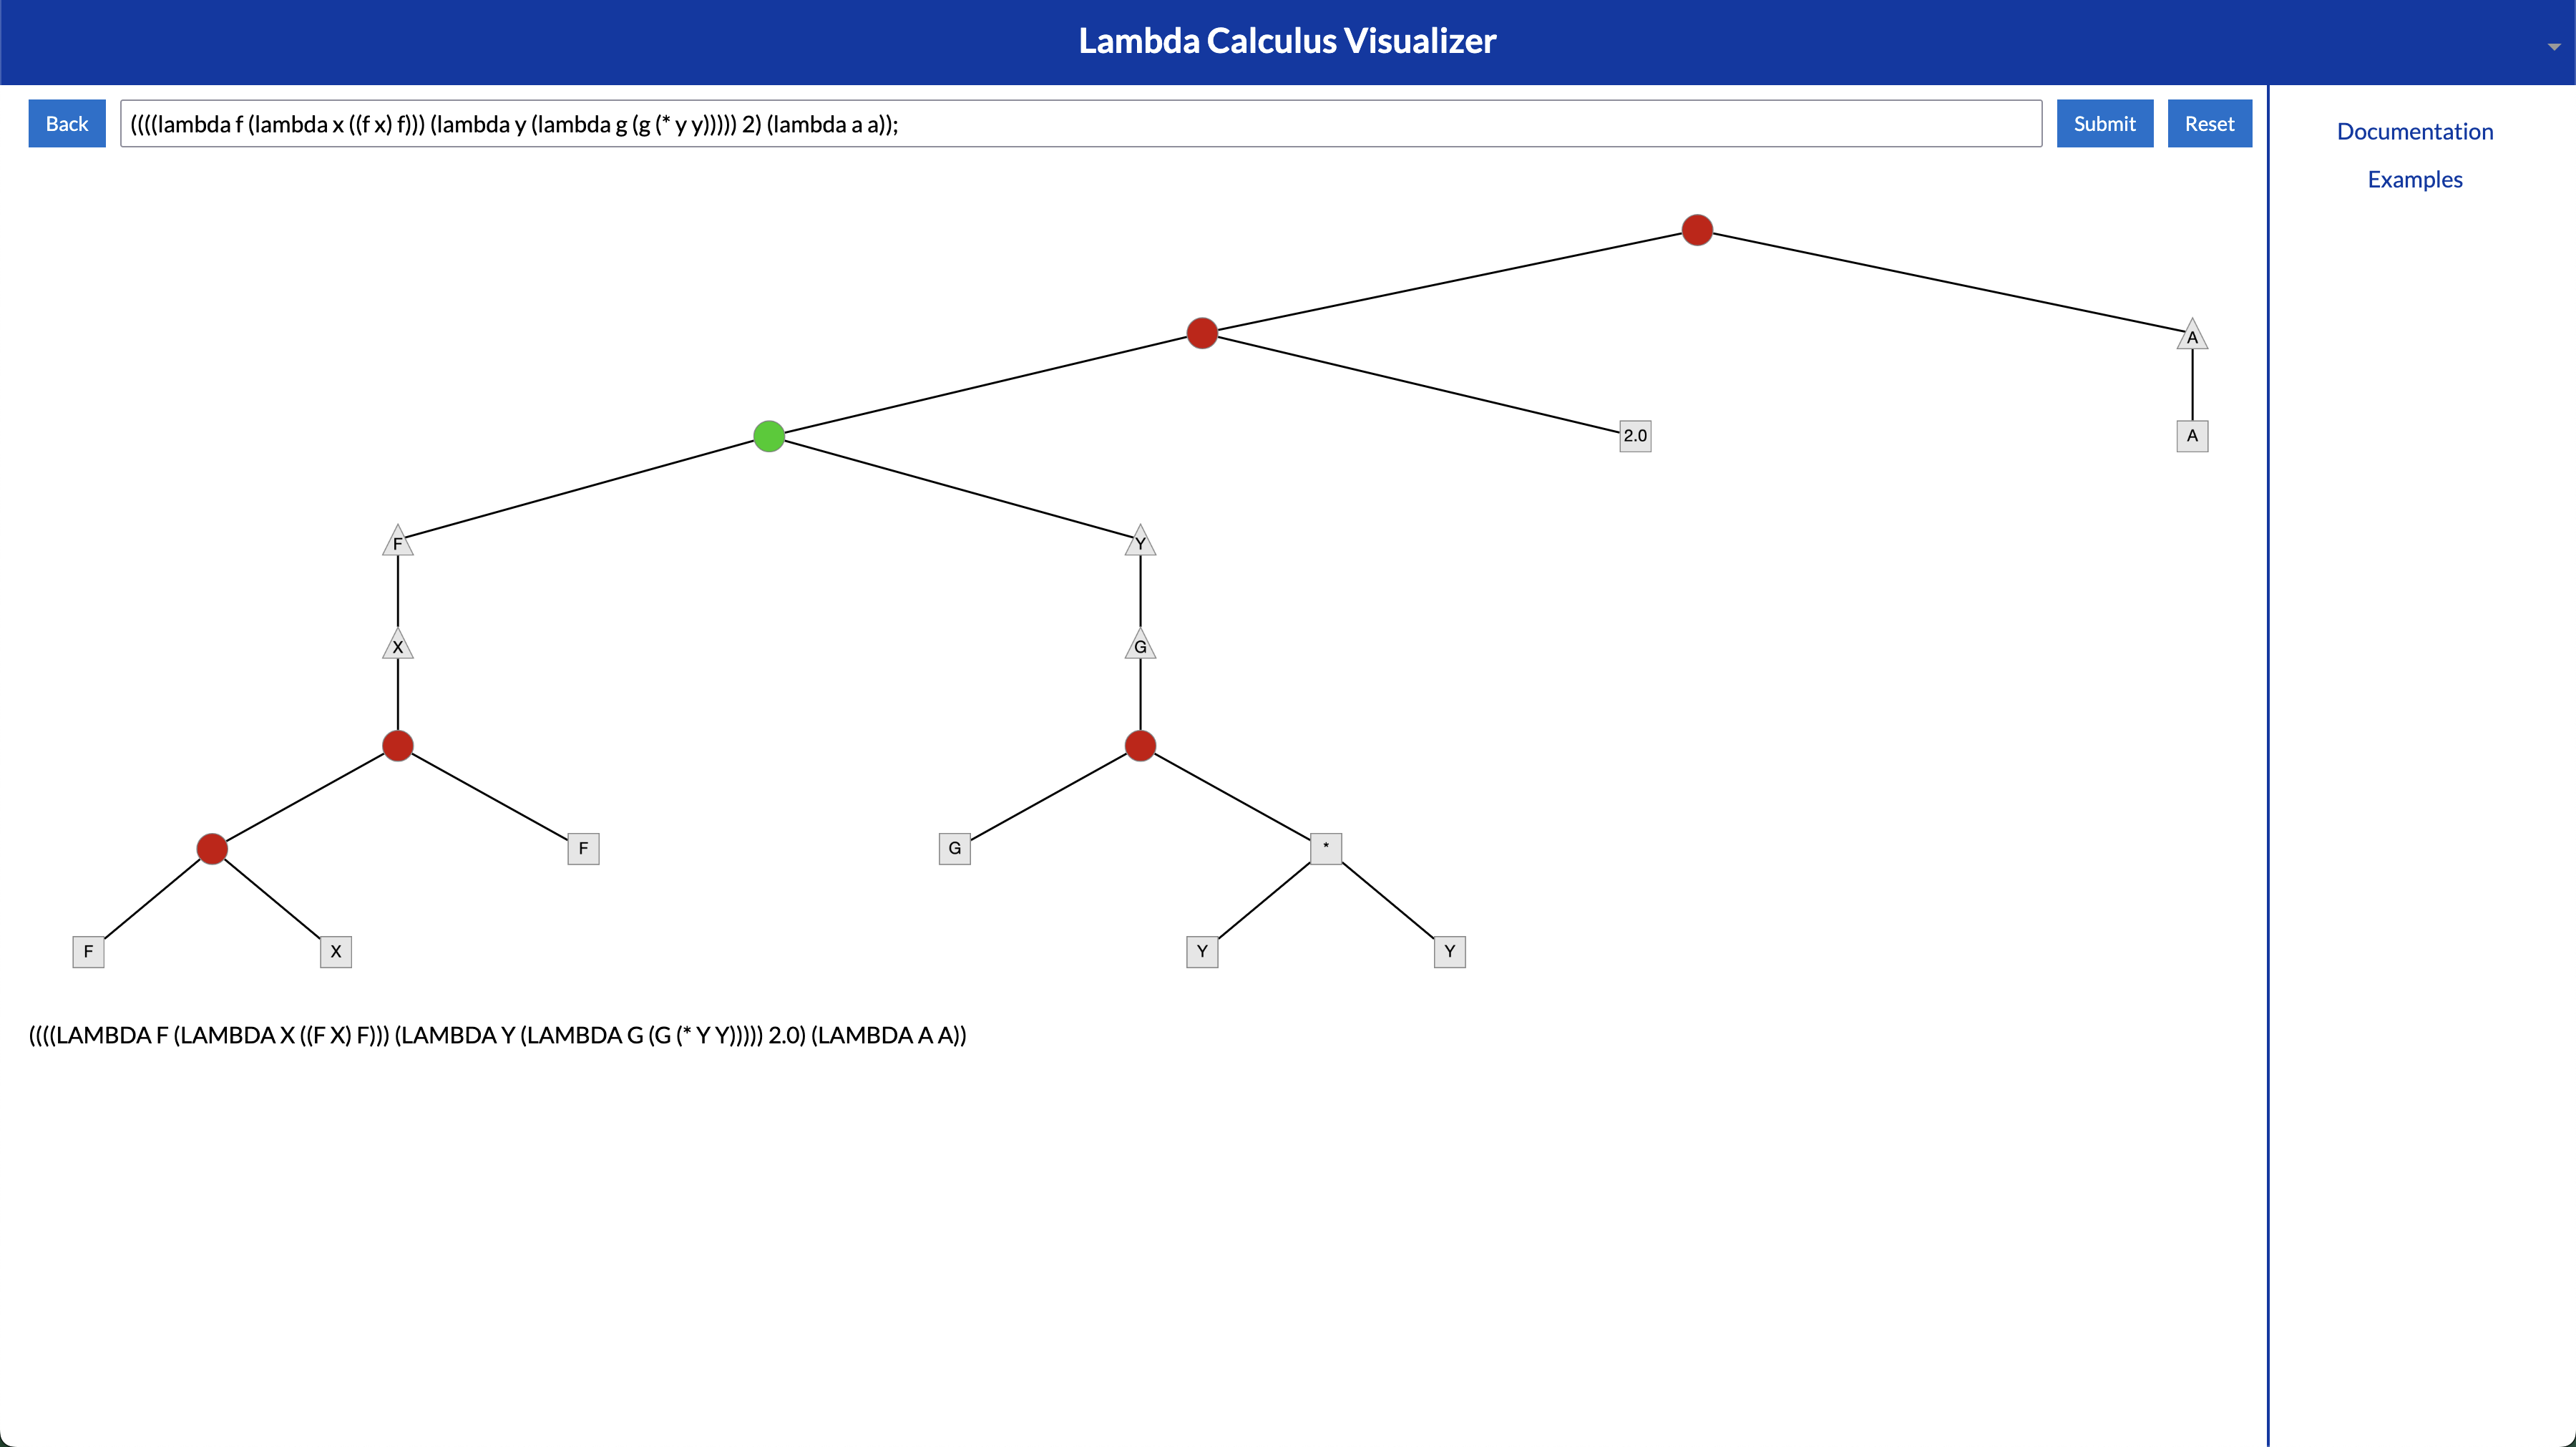 Lambda Calculus Visualizer
Back
((((lambda f (lambda x ((f x) f))) (lambda y (lambda g (g (* y y))))) 2) (lambda a a));
Submit
Reset
Documentation
Examples
A
2.0
A
F
Y
X
G
F
G
*
F
X
Y
Y
((((LAMBDA F (LAMBDA X ((F X) F))) (LAMBDA Y (LAMBDA G (G (* Y Y))))) 2.0) (LAMBDA A A))